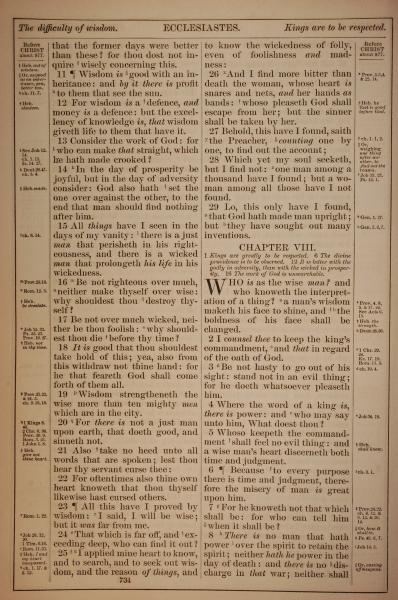 The difficulty of wisdom. ECCLESIASTES. Kings are to be respected.
Before
CHRIST
about 977.
that the former days were better
than these? for thou dost not in-
quire wisely concerning this.
11 ¶ Wisdom is good with an in-
heritance: and by it there is profit
to them that see the sun.
12 For wisdom is a defence, and
money is a defence: but the excel-
lency of knowledge is, that wisdom
giveth life to them that have it.
13 Consider the work of God: for
who can make that straight, which
he hath made crooked?
14 In the day of prosperity be
joyful, but in the day of adversity
consider: God also hath set the
one over against the other, to the
end that man should find nothing
after him.
15 All things have I seen in the
days of my vanity: there is a just
man that perisheth in his right-
eousness, and there is a wicked
man that prolongeth his life in his
wickedness.
16 Be not righteous over much,
neither make thyself over wise:
why shouldest thou destroy thy-
self?
17 Be not over much wicked, nei-
ther be thou foolish: why should-
est thou die before thy time?
18 It is good that thou shouldest
take hold of this; yea, also from
this withdraw not thine hand: for
he that feareth God shall come
forth of them all.
19 Wisdom strengtheneth the
wise more than ten mighty men
which are in the city.
20 For there is not a just man
upon earth, that doeth good, and
sinneth not.
21 Also take no heed unto all
words that are spoken; lest thou
hear thy servant curse thee:
22 For oftentimes also thine own
heart knoweth that thou thyself
likewise hast cursed others.
23 ¶ All this have I proved by
wisdom: I said, I will be wise;
but it was far from me.
24 That which is far off, and ex-
ceeding deep, who can find it out?
25 I applied mine heart to know,
and to search, and to seek out wis-
dom, and the reason of things, and
734
to know the wickedness of folly,
even of foolishness and mad-
ness:
26 And I find more bitter than
death the woman, whose heart is
snares and nets, and her hands as
bands: whoso pleaseth God shall
escape from her; but the sinner
shall be taken by her.
27 Behold, this have I found, saith
the Preacher, counting one by
one, to find out the account;
28 Which yet my soul seeketh,
but I find not: one man among a
thousand have I found; but a wo-
man among all those have I not
found.
29 Lo, this only have I found,
that God hath made man upright;
but they have sought out many
inventions.
CHAPTER VIII.
1 Kings are greatly to be respected. 6 The divine
providence is to be observed. 12 It is better with the
godly in adversity, than with the wicked in prosper-
ity. 16 The work of God is unsearchable.
WHO is as the wise man? and
who knoweth the interpret-
ation of a thing? a man's wisdom
maketh his face to shine, and the
boldness of his face shall be
changed.
2 I counsel thee to keep the king's
commandment, and that in regard
of the oath of God.
3 Be not hasty to go out of his
sight: stand not in an evil thing;
for he doeth whatsoever pleaseth
him.
4 Where the word of a king is,
there is power: and who may say
unto him, What doest thou?
5 Whoso keepeth the command-
ment shall feel no evil thing: and
a wise man's heart discerneth both
time and judgment.
6 ¶ Because to every purpose
there is time and judgment, there-
fore the misery of man is great
upon him.
7 For he knoweth not that which
shall be: for who can tell him
when it shall be?
8 There is no man that hath
power over the spirit to retain the
spirit; neither hath he power in the
day of death: and there is no dis-
charge in that war; neither shall
Before
CHRIST
about 977.